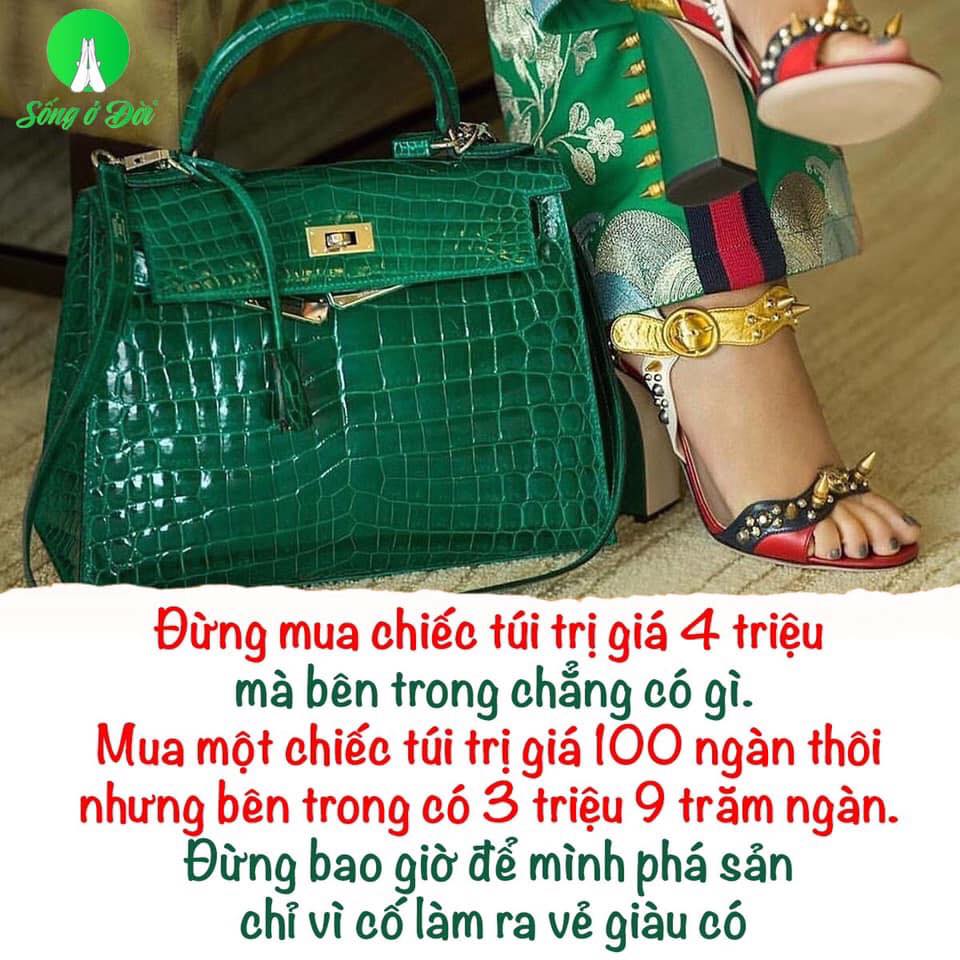 Sống ở Đời
Đừng mua chiếc túi trị giá 4 triệu
mà bên trong chẳng có gì.
Mua một chiếc túi trị giá 100 ngàn thôi
nhưng bên trong có 3 triệu 9 trăm ngàn.
Đừng bao giờ để mình phá sản
chỉ vì cố làm ra vẻ giàu có